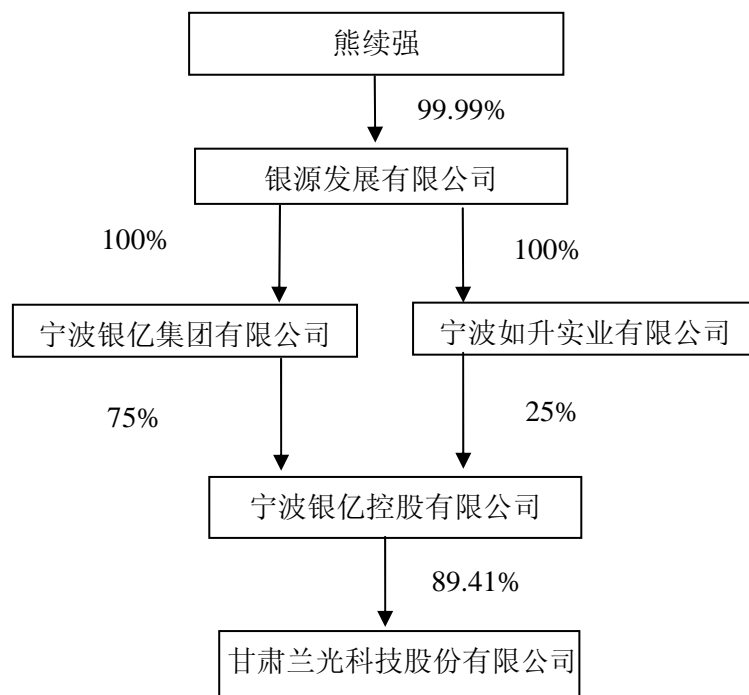 熊续强
99.99%
银源发展有限公司
100%
100%
宁波银亿集团有限公司
宁波如升实业有限公司
75%
25%
宁波银亿控股有限公司
89.41%
甘肃兰光科技股份有限公司